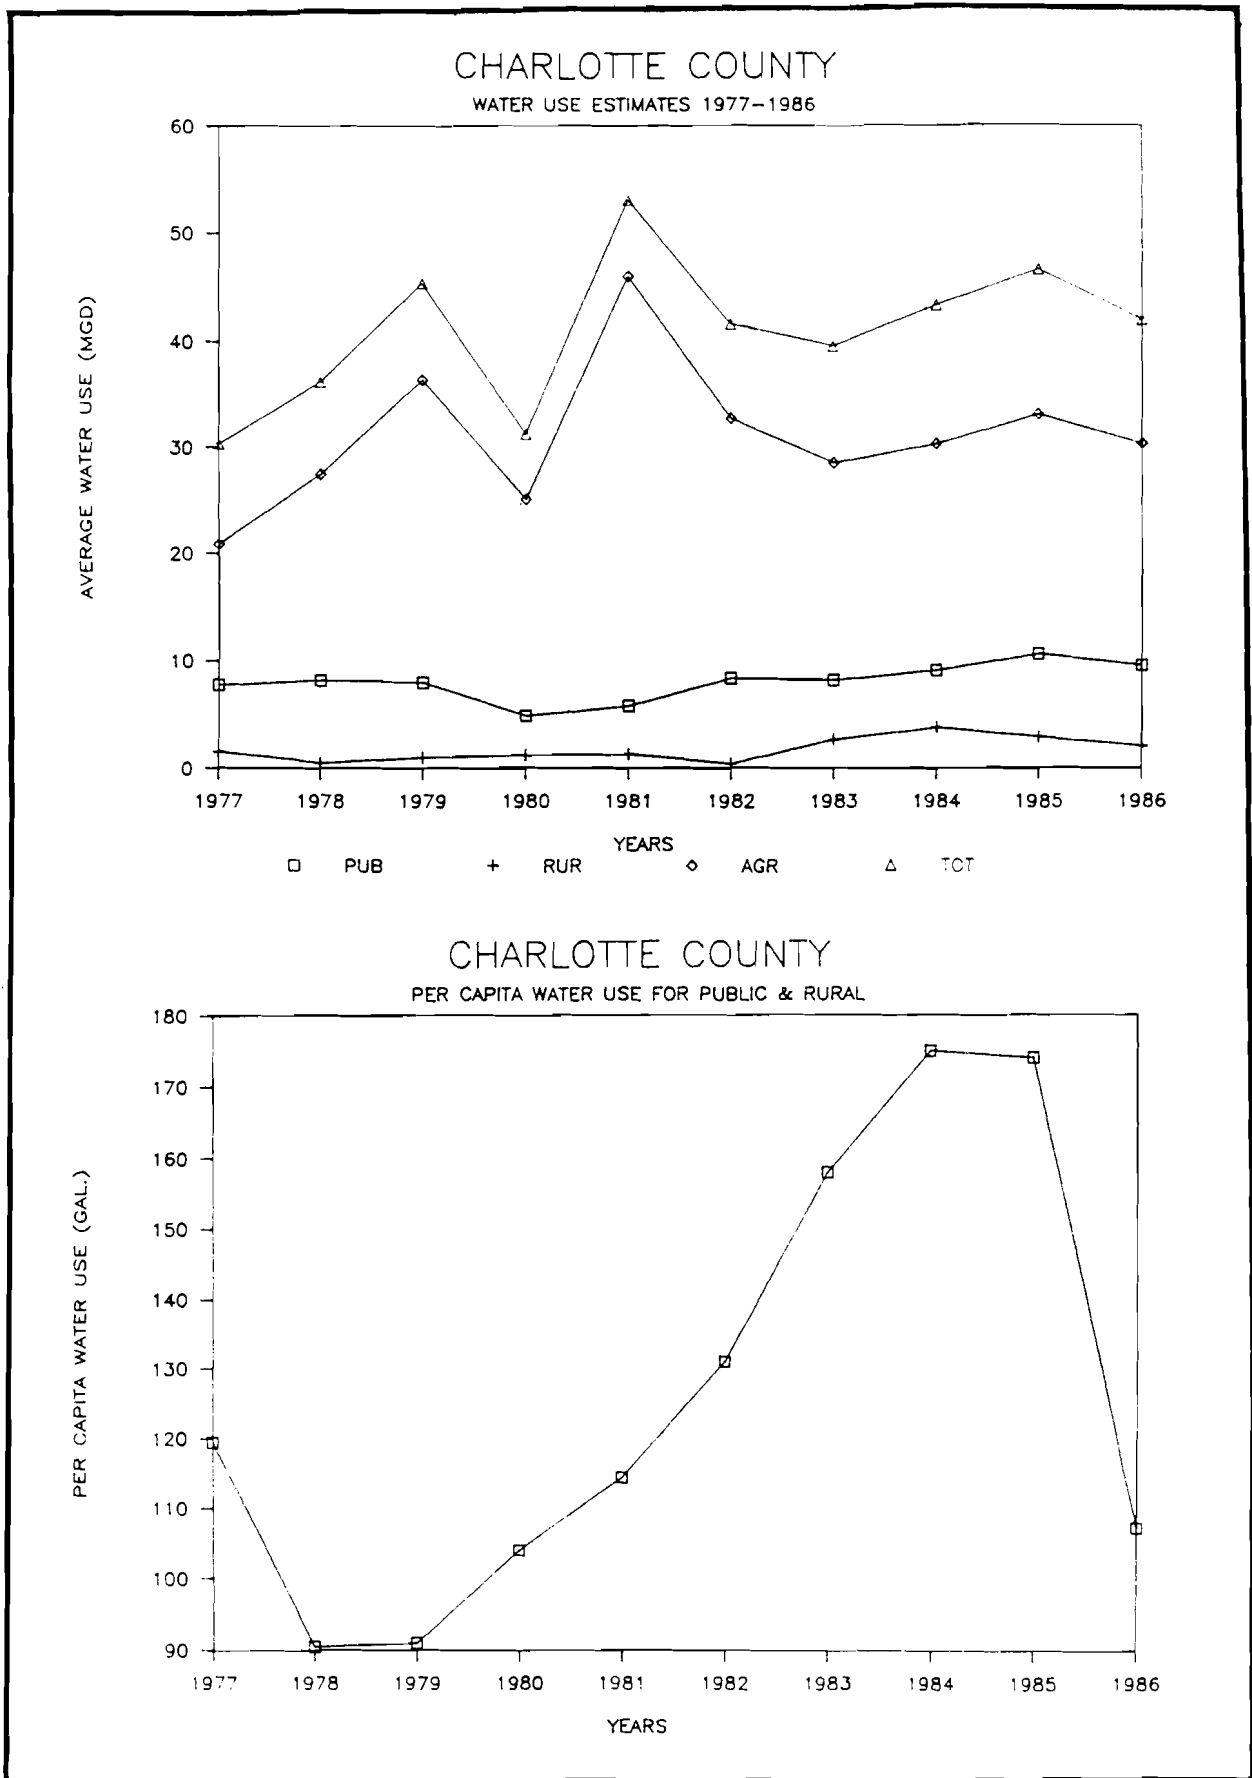 CHARLOTTE COUNTY
WATER USE ESTIMATES 1977-1986
AVERAGE WATER USE (MGD)
60
50
40
30
20
10
0
1977 1978 1979 1980 1981 1982 1983 1984 1985 1986
YEARS
PUB RUR AGR TOT
CHARLOTTE COUNTY
PER CAPITA WATER USE FOR PUBLIC & RURAL
PER CAPITA WATER USE (GAL.)
180
170
160
150
140
130
120
110
100
90
1977 1978 1979 1980 1981 1982 1983 1984 1985 1986
YEARS